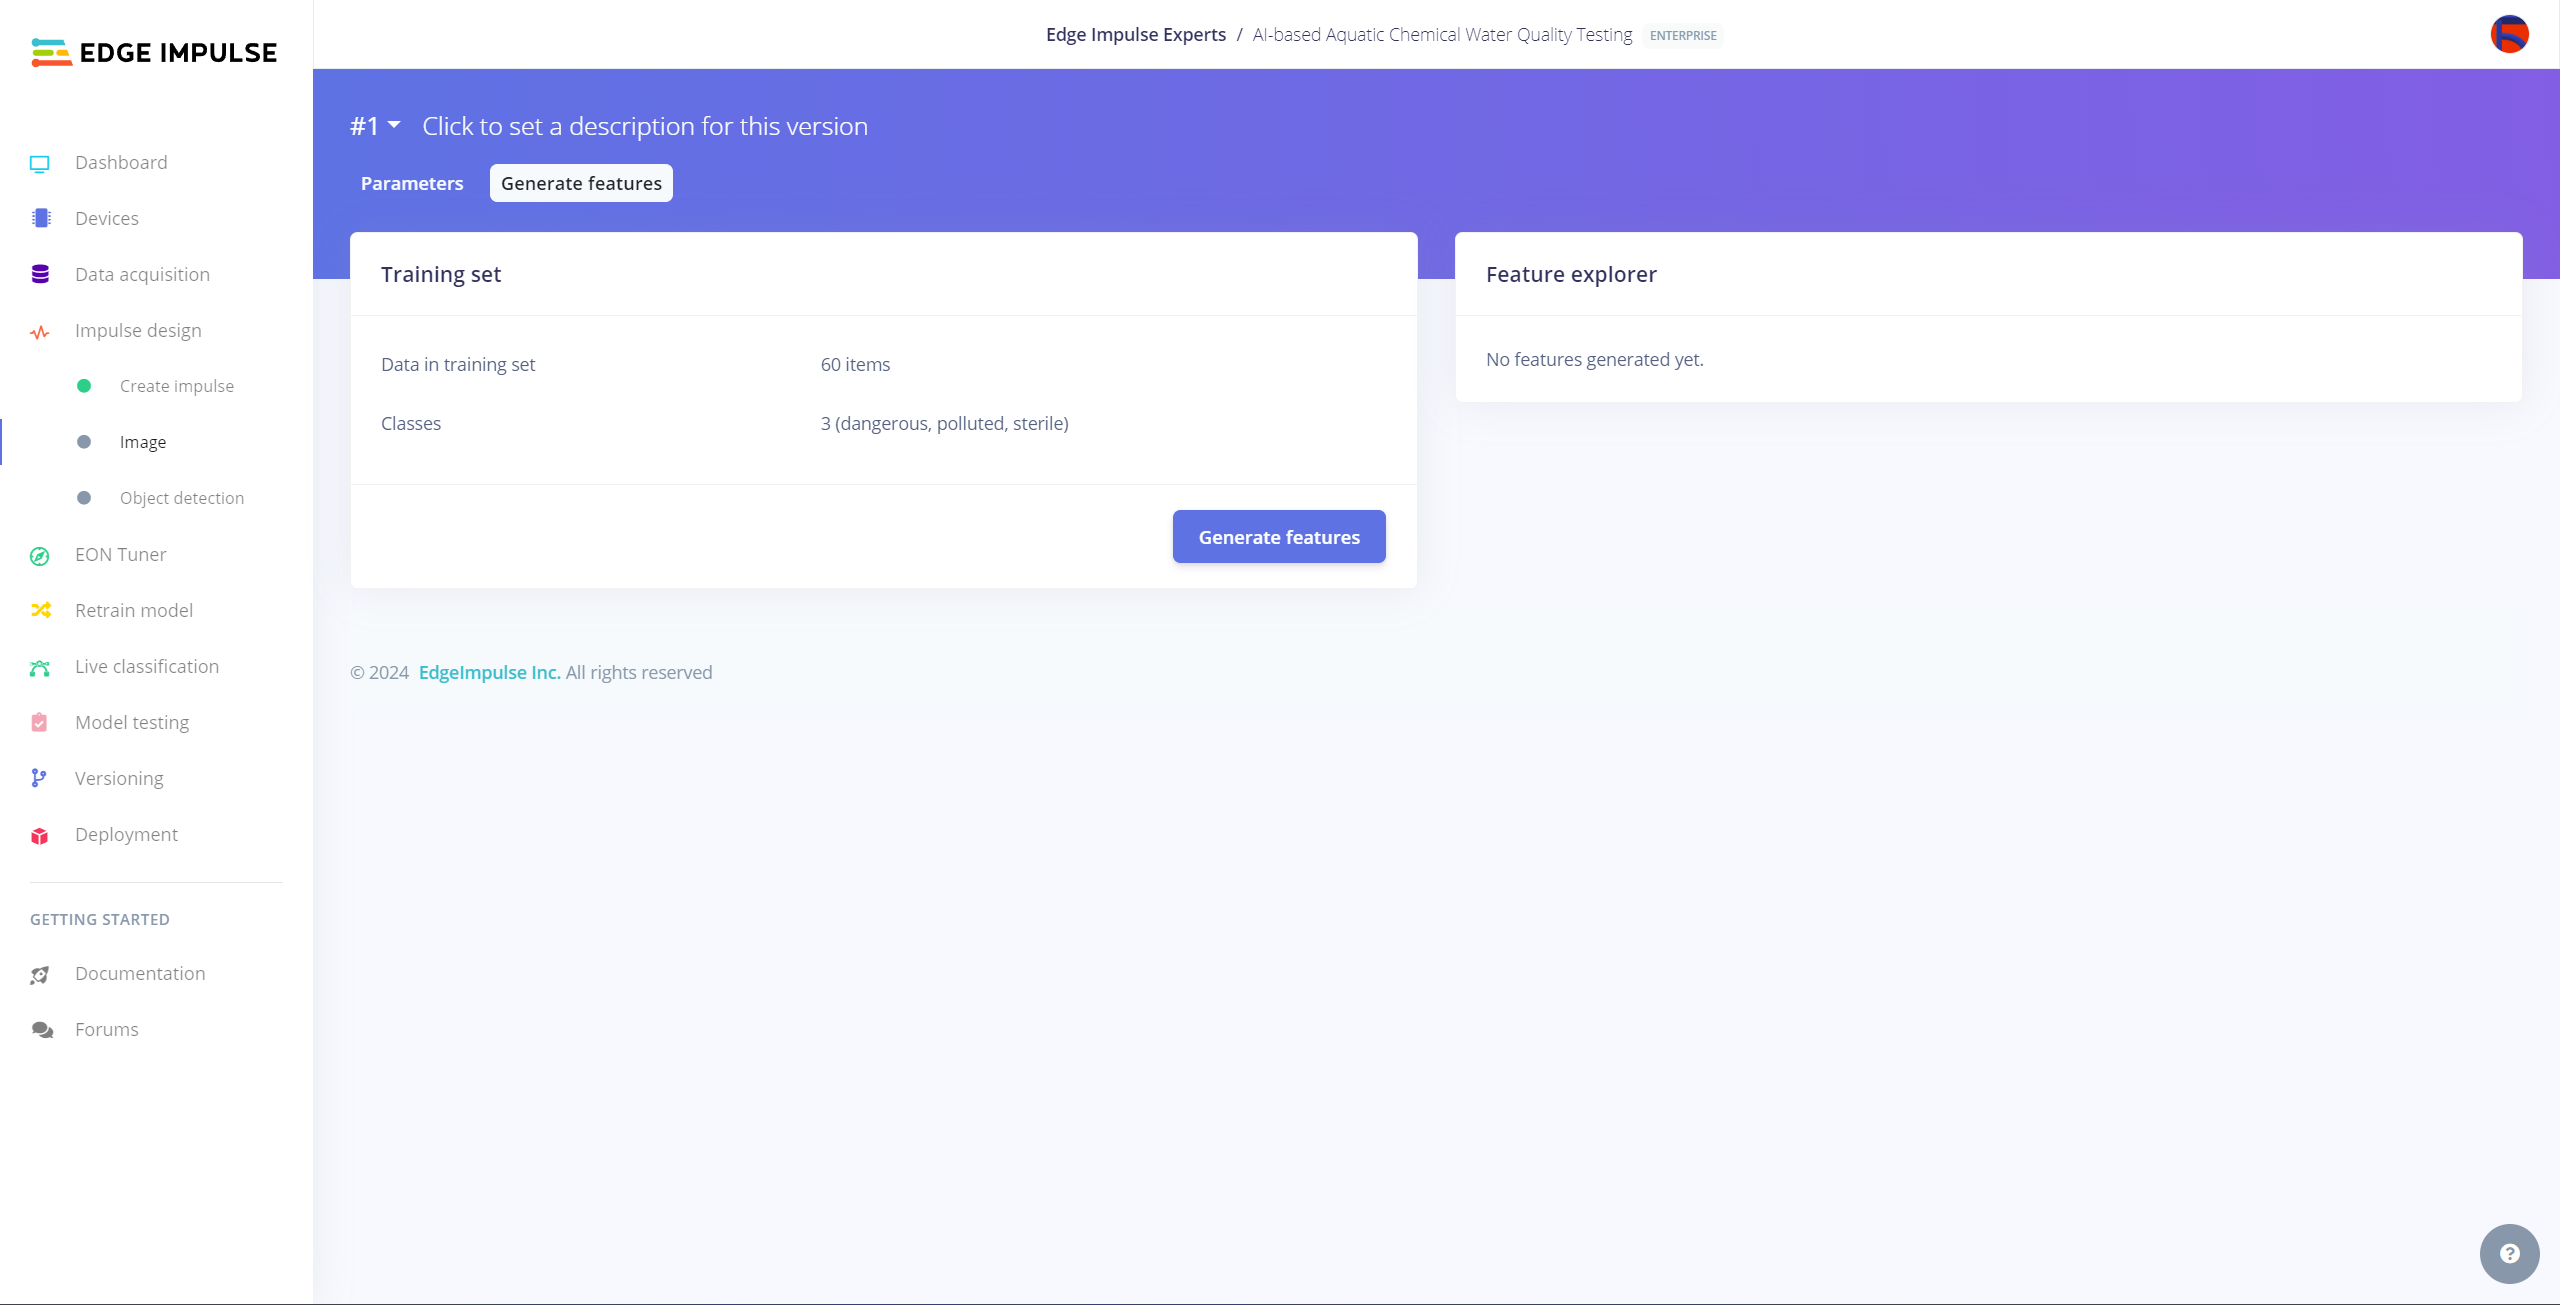 EDGE IMPULSE
Edge Impulse Experts / AI-based Aquatic Chemical Water Quality Testing ENTERPRISE
Dashboard
Devices
Data acquisition
Impulse design
Create impulse
Image
Object detection
EON Tuner
Retrain model
Live classification
Model testing
Versioning
Deployment
GETTING STARTED
Documentation
Forums
#1 Click to set a description for this version
Parameters Generate features
Training set
Data in training set 60 items
Classes 3 (dangerous, polluted, sterile)
Generate features
Feature explorer
No features generated yet.
© 2024 EdgeImpulse Inc. All rights reserved
?